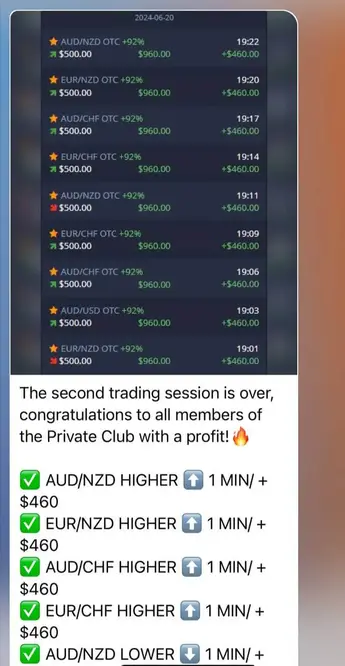 2024-06-20
AUD/NZD OTC +92% 19:22
$500.00 $960.00 +$460.00
EUR/NZD OTC +92% 19:20
$500.00 $960.00 +$460.00
AUD/CHF OTC +92% 19:17
$500.00 $960.00 +$460.00
EUR/CHF OTC +92% 19:14
$500.00 $960.00 +$460.00
AUD/NZD OTC +92% 19:11
$500.00 $960.00 +$460.00
EUR/CHF OTC +92% 19:09
$500.00 $960.00 +$460.00
AUD/CHF OTC +92% 19:06
$500.00 $960.00 +$460.00
AUD/USD OTC +92% 19:03
$500.00 $960.00 +$460.00
EUR/NZD OTC +92% 19:01
$500.00 $960.00 +$460.00
The second trading session is over,
congratulations to all members of
the Private Club with a profit!🔥
✅ AUD/NZD HIGHER ⬆️ 1 MIN/ +
$460
✅ EUR/NZD HIGHER ⬆️ 1 MIN/ +
$460
✅ AUD/CHF HIGHER ⬆️ 1 MIN/ +
$460
✅ EUR/CHF HIGHER ⬆️ 1 MIN/ +
$460
✅ AUD/NZD LOWER ⬇️ 1 MIN/ +